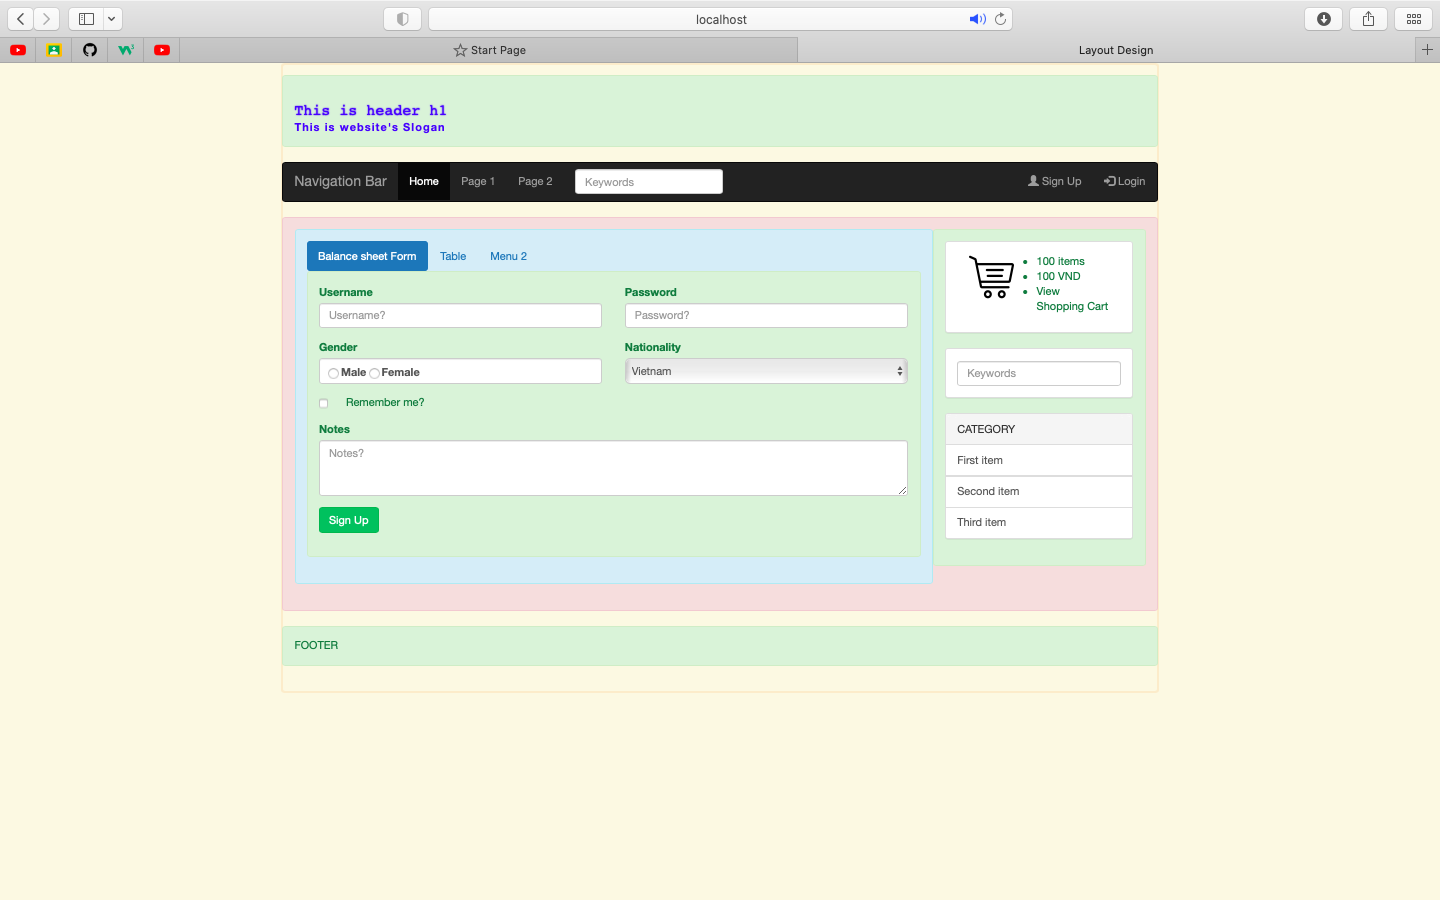 localhost
Start Page
Layout Design
This is header h1
This is website's Slogan
Navigation Bar Home Page 1 Page 2 Keywords Sign Up Login
Balance sheet Form Table Menu 2
Username Password
Username? Password?
Gender Nationality
Male Female Vietnam
Remember me?
Notes
Notes?
Sign Up
100 items
100 VND
View
Shopping Cart
Keywords
CATEGORY
First item
Second item
Third item
FOOTER